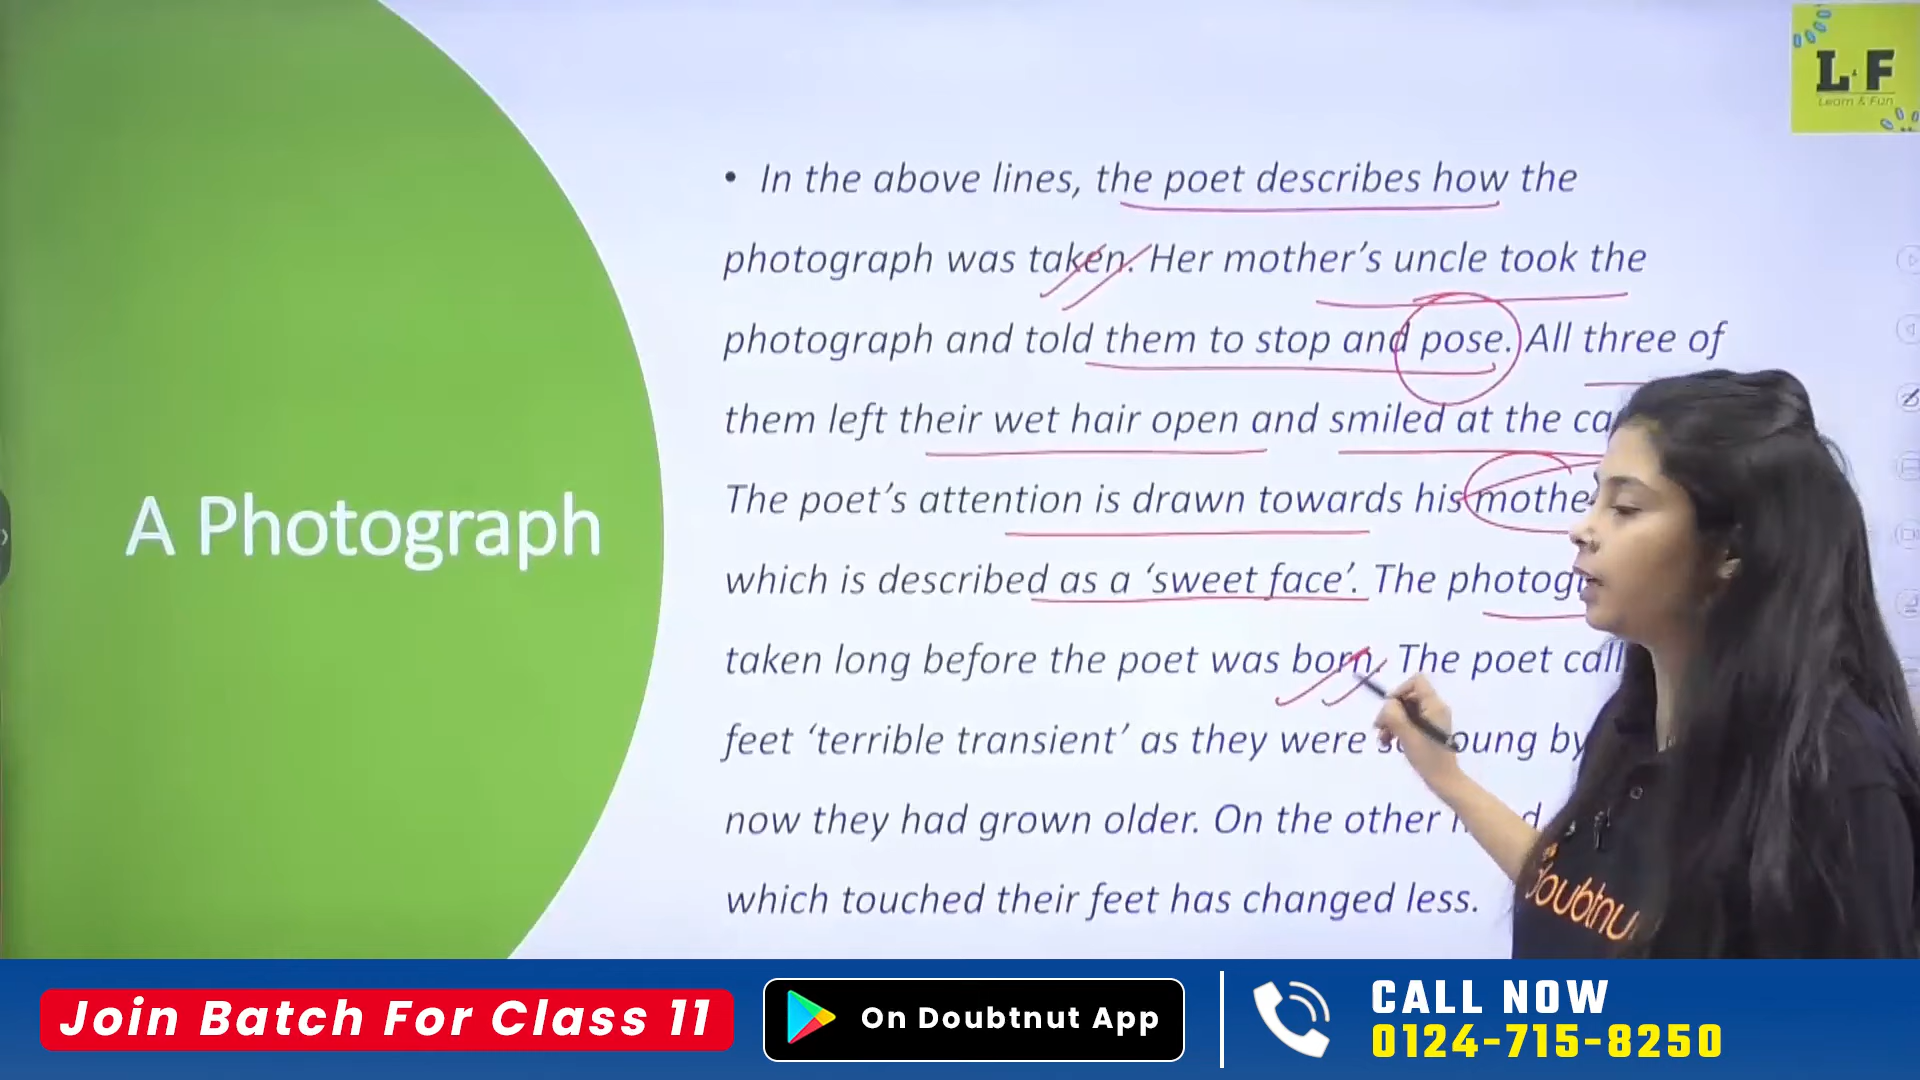 L&F
Learn & Fun
A Photograph
• In the above lines, the poet describes how the
photograph was taken. Her mother's uncle took the
photograph and told them to stop and pose. All three of
them left their wet hair open and smiled at the
The poet's attention is drawn towards his
which is described as a ‘sweet face’. The
taken long before the poet was born. The poet
feet ‘terrible transient’ as they were by
now they had grown older. On the other
which touched their feet has changed less.
doubtnut
Join Batch For Class 11
On Doubtnut App
CALL NOW
0124-715-8250